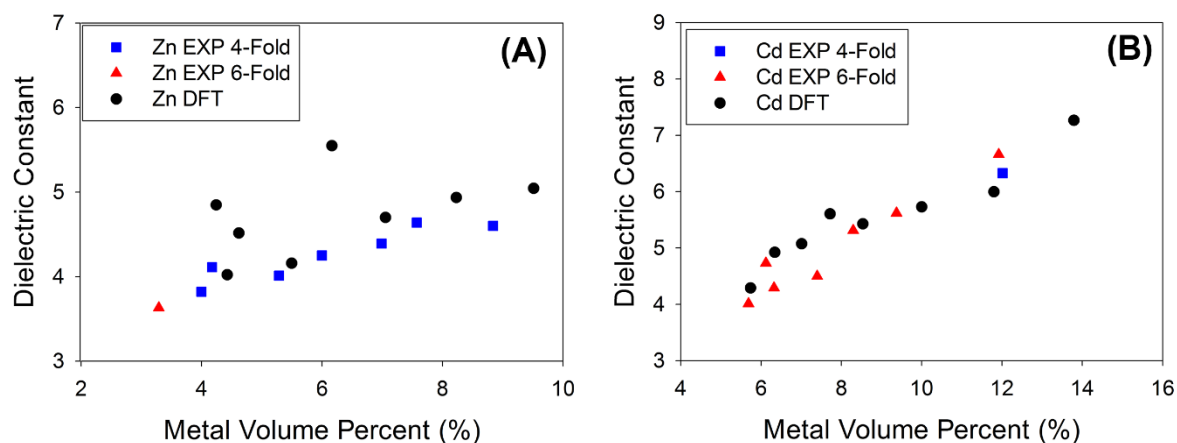 (A)
Zn EXP 4-Fold
Zn EXP 6-Fold
Zn DFT
Dielectric Constant
7
6
5
4
3
2
4
6
8
10
Metal Volume Percent (%)
(B)
Cd EXP 4-Fold
Cd EXP 6-Fold
Cd DFT
Dielectric Constant
9
8
7
6
5
4
3
4
6
8
10
12
14
16
Metal Volume Percent (%)